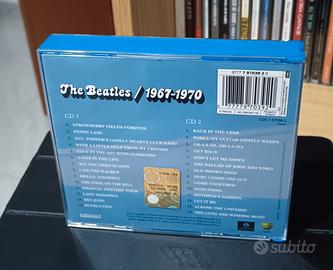 The Beatles / 1967-1970
CD 1
STRAWBERRY FIELDS FOREVER
PENNY LANE
SGT. PEPPER'S LONELY HEARTS CLUB BAND
WITH A LITTLE HELP FROM MY FRIENDS
LUCY IN THE SKY WITH DIAMONDS
A DAY IN THE LIFE
ALL YOU NEED IS LOVE
I AM THE WALRUS
HELLO, GOODBYE
THE FOOL ON THE HILL
MAGICAL MYSTERY TOUR
LADY MADONNA
HEY JUDE
REVOLUTION
CD 2
BACK IN THE USSR
WHILE MY GUITAR GENTLY WEEPS
OB-LA-DI, OB-LA-DA
GET BACK
DON'T LET ME DOWN
THE BALLAD OF JOHN AND YOKO
OLD BROWN SHOE
HERE COMES THE SUN
COME TOGETHER
SOMETHING
OCTOPUS'S GARDEN
LET IT BE
ACROSS THE UNIVERSE
THE LONG AND WINDING ROAD
subito